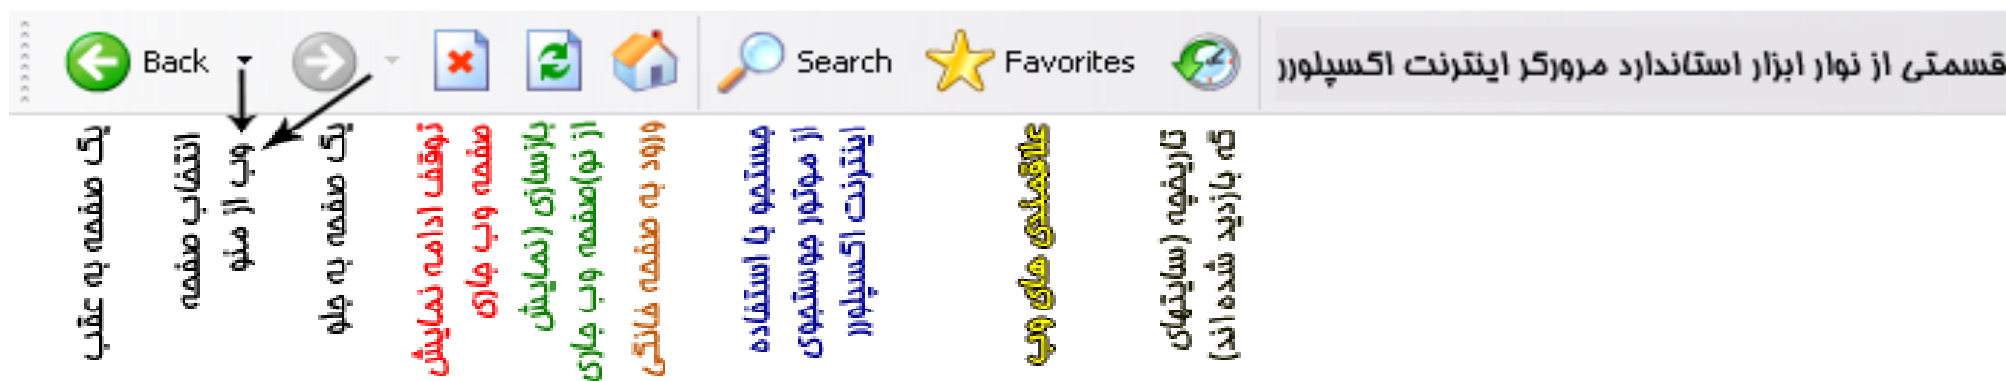 Back
Search
Favorites
قسمتی از نوار ابزار استاندارد مرورگر اینترنت اکسپلورر
یک صفحه به عقب
انتخاب صفحه
وب از منو
یک صفحه به جلو
توقف ادامه نمایش
صفحه وب جاری
بازسازی (نمایش
از نو)صفحه وب جاری
ورود به صفحه خانگی
جستجو با استفاده
از موتور جوستجوی
اینترنت اکسپلورر
علاقمندی های وب
تاریخچه (سایتهای
که بازدید شده اند)